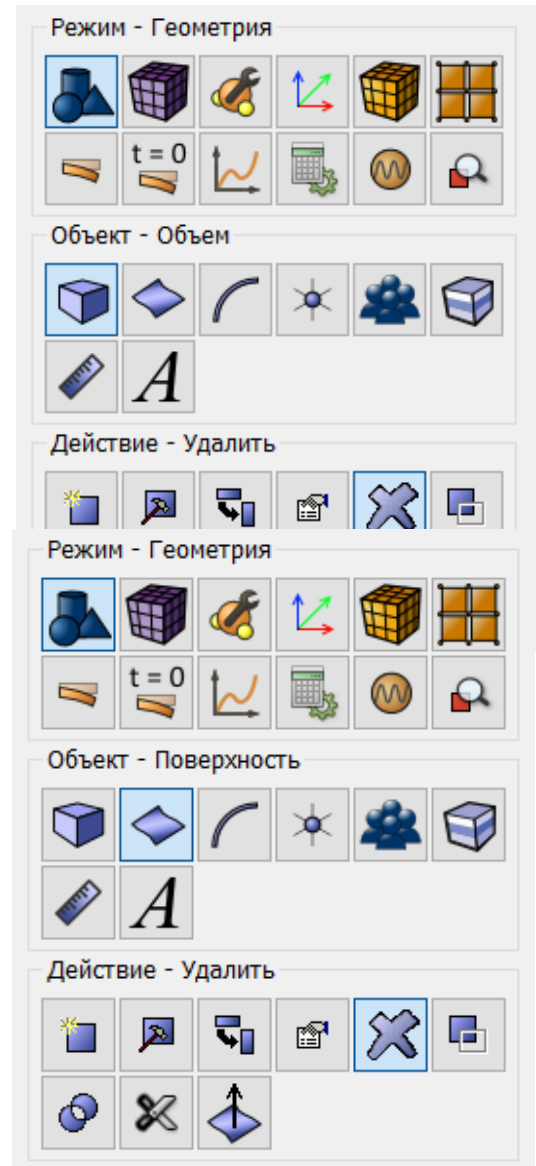 Режим - Геометрия
t = 0
Объект - Объем
A
Действие - Удалить
Режим - Геометрия
t = 0
Объект - Поверхность
A
Действие - Удалить